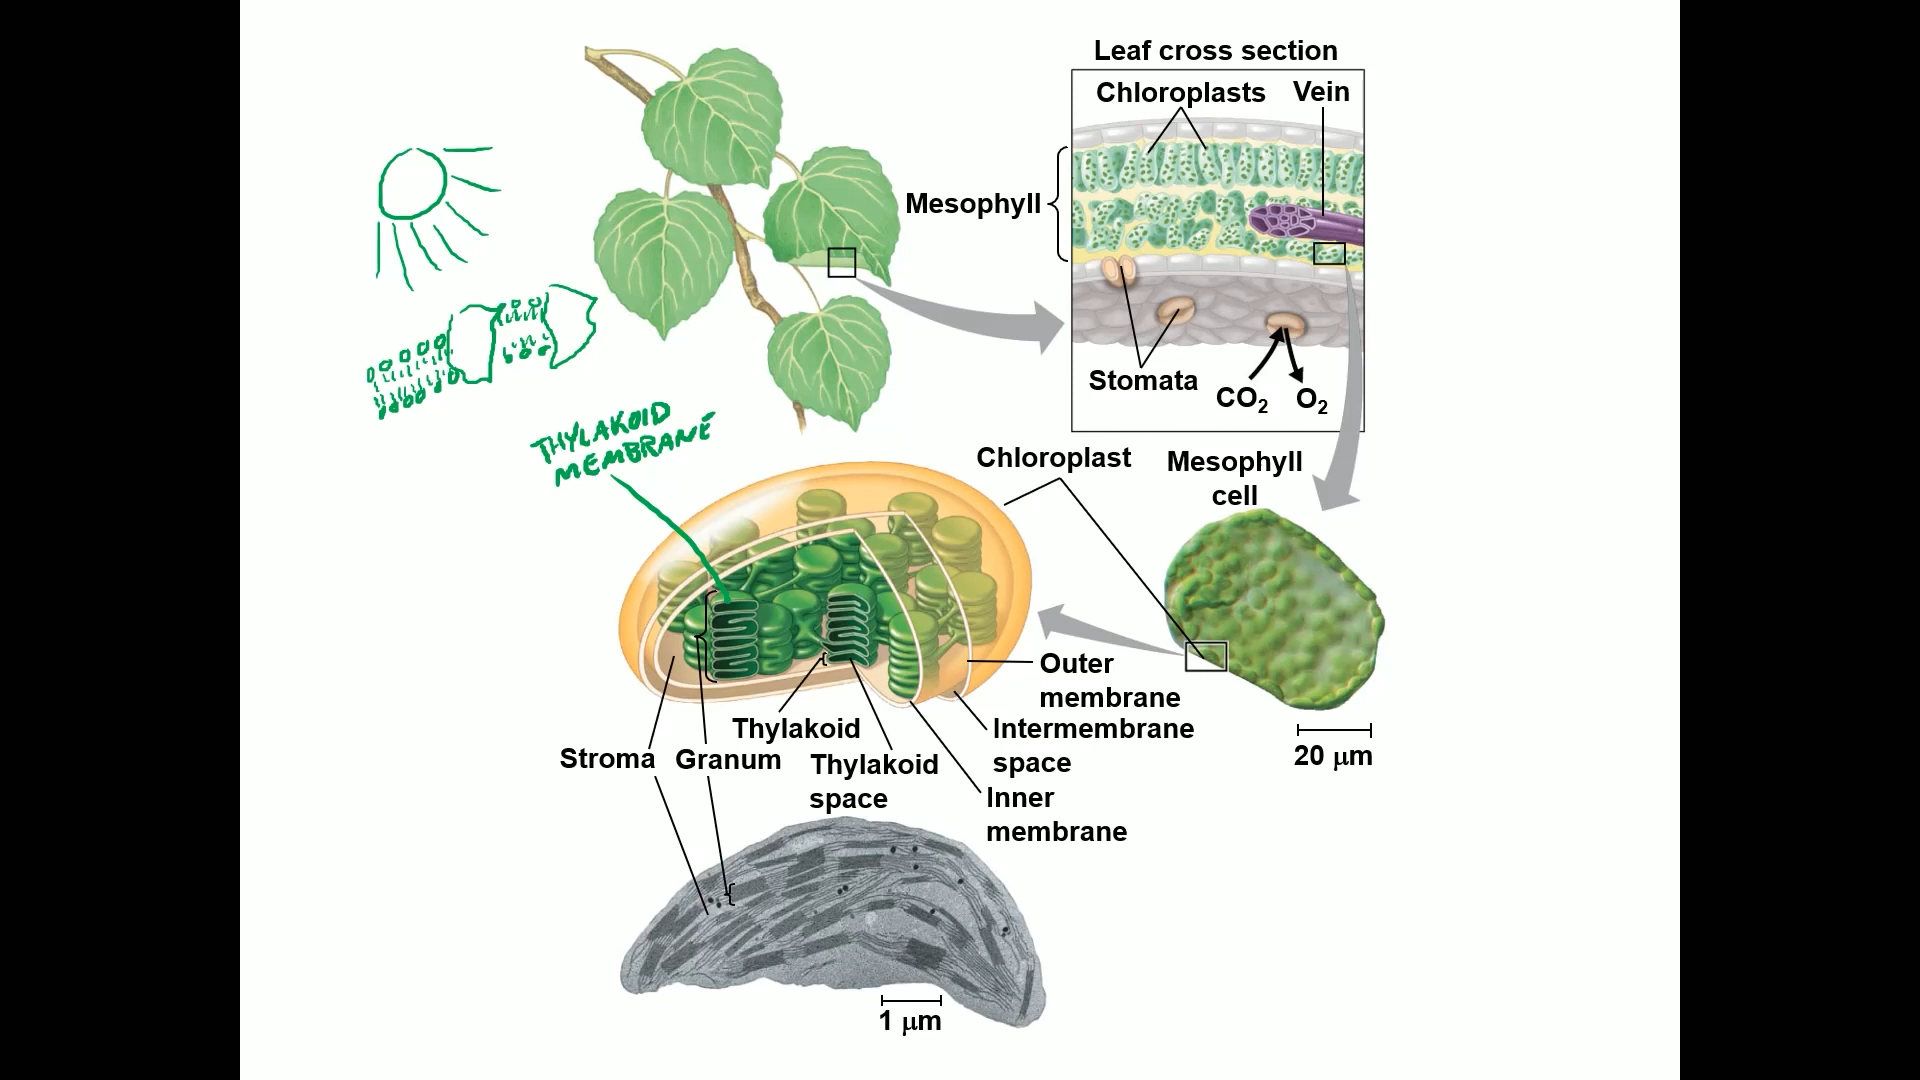 Leaf cross section
Chloroplasts Vein
Mesophyll
Stomata
CO₂ O₂
THYLAKOID
MEMBRANE
Chloroplast
Mesophyll
cell
Outer
membrane
Intermembrane
space
Inner
membrane
Thylakoid
Thylakoid
space
Stroma Granum
20 μm
1 μm